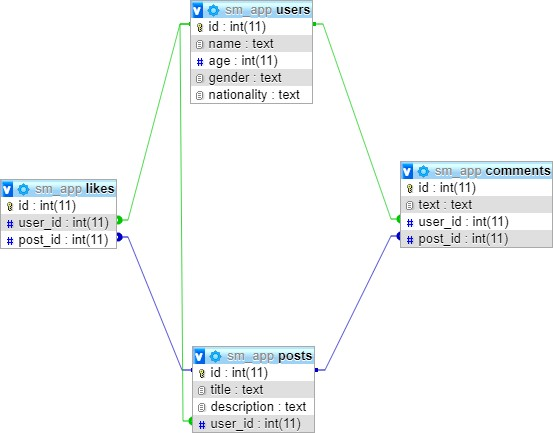 sm_app users
id : int(11)
name : text
age : int(11)
gender : text
nationality : text
sm_app likes
id : int(11)
user_id : int(11)
post_id : int(11)
sm_app comments
id : int(11)
text : text
user_id : int(11)
post_id : int(11)
sm_app posts
id : int(11)
title : text
description : text
user_id : int(11)